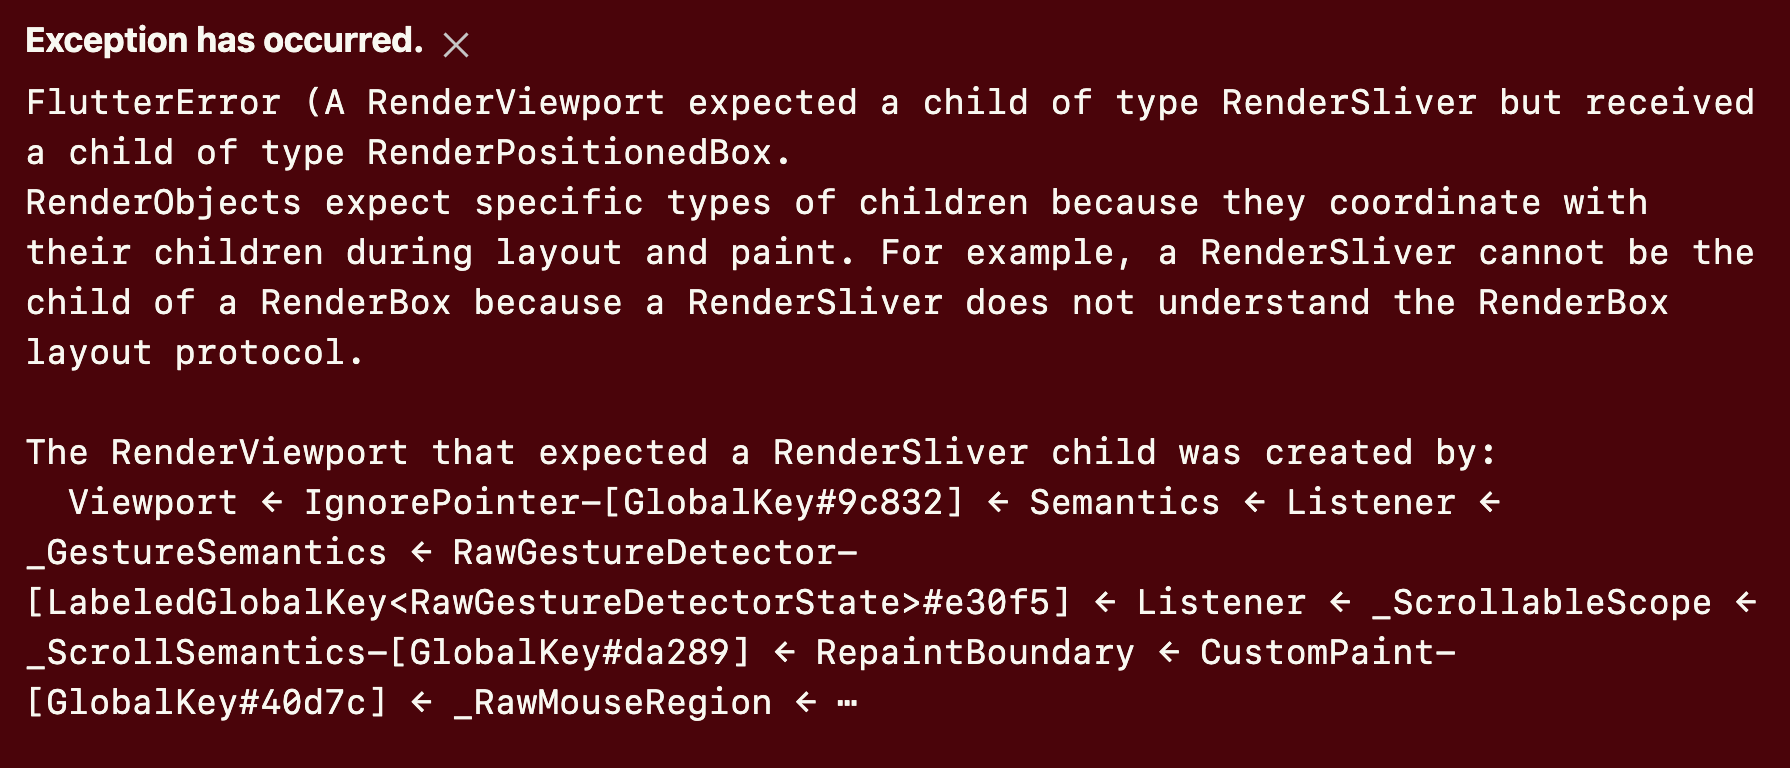 Exception has occurred.
FlutterError (A RenderViewport expected a child of type RenderSliver but received
a child of type RenderPositionedBox.
RenderObjects expect specific types of children because they coordinate with
their children during layout and paint. For example, a RenderSliver cannot be the
child of a RenderBox because a RenderSliver does not understand the RenderBox
layout protocol.
The RenderViewport that expected a RenderSliver child was created by:
Viewport ← IgnorePointer-[GlobalKey#9c832] ← Semantics ← Listener ←
_GestureSemantics ← RawGestureDetector-
[LabeledGlobalKey<RawGestureDetectorState>#e30f5] ← Listener ← _ScrollableScope ←
_ScrollSemantics-[GlobalKey#da289] ← RepaintBoundary ← CustomPaint-
[GlobalKey#40d7c] ← _RawMouseRegion ← ⋯